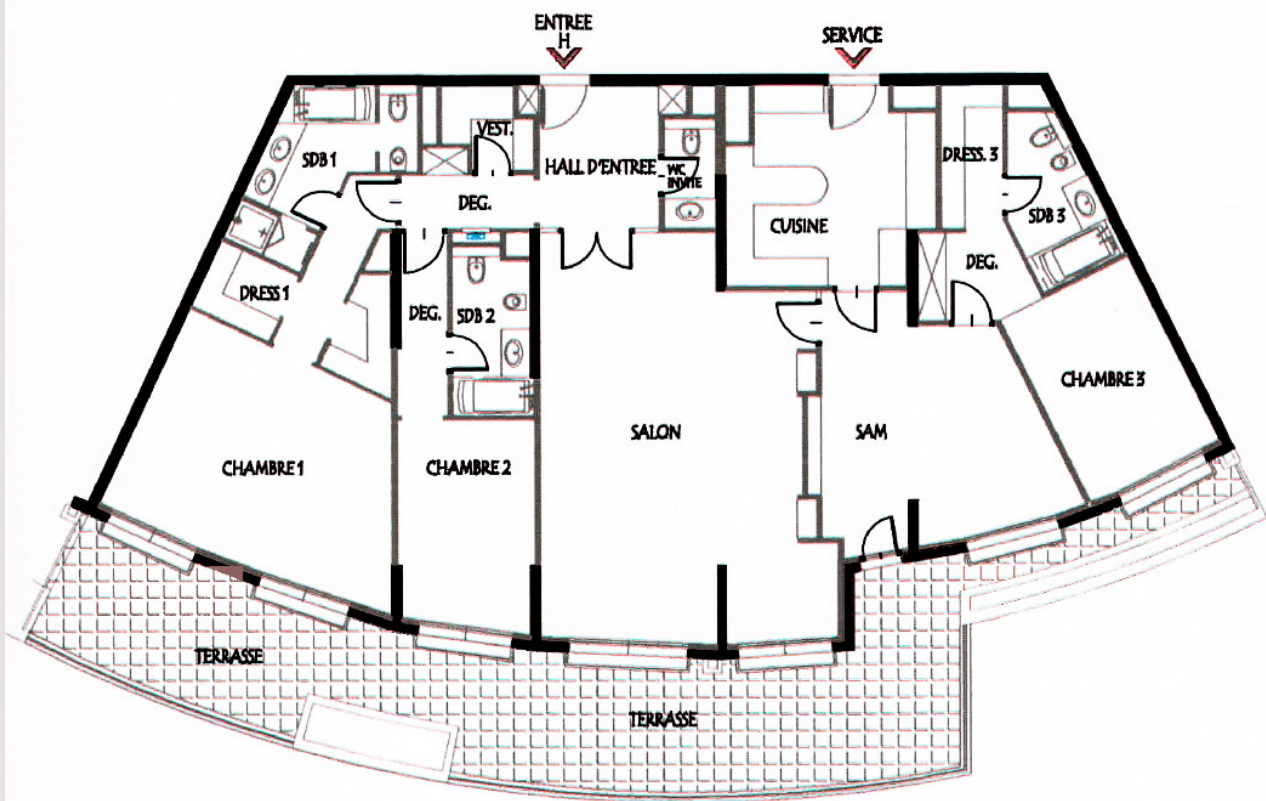 ENTREE
H
SERVICE
SDB 1
VEST.
HALL D'ENTREE
WC
INVITE
DEG.
CUISINE
DRESS. 3
SDB 3
DEG.
DRESS 1
DEG.
SDB 2
CHAMBRE 1
CHAMBRE 2
SALON
SAM
CHAMBRE 3
TERRASSE
TERRASSE